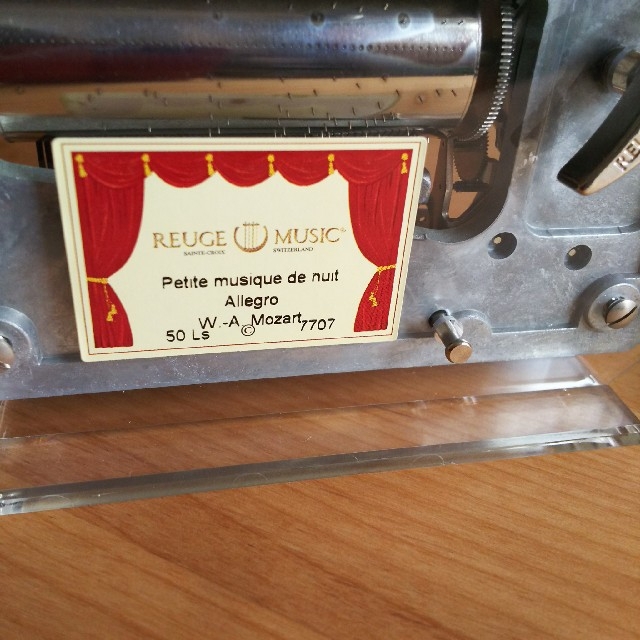 REUGE MUSIC
SAINTE-CROIX SWITZERLAND
Petite musique de nuit
Allegro
W.-A. Mozart
50 Ls © 7707